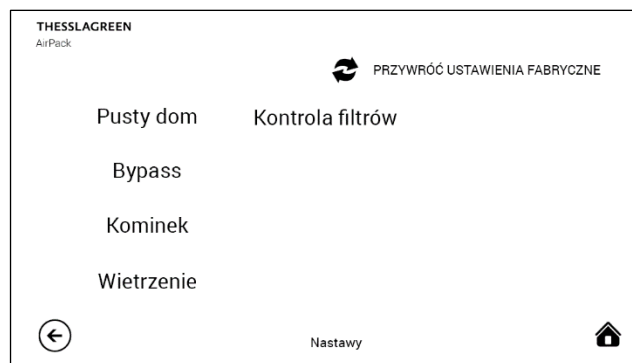 THESSLAGREEN
AirPack
PRZYWRÓĆ USTAWIENIA FABRYCZNE
Pusty dom
Kontrola filtrów
Bypass
Kominek
Wietrzenie
Nastawy